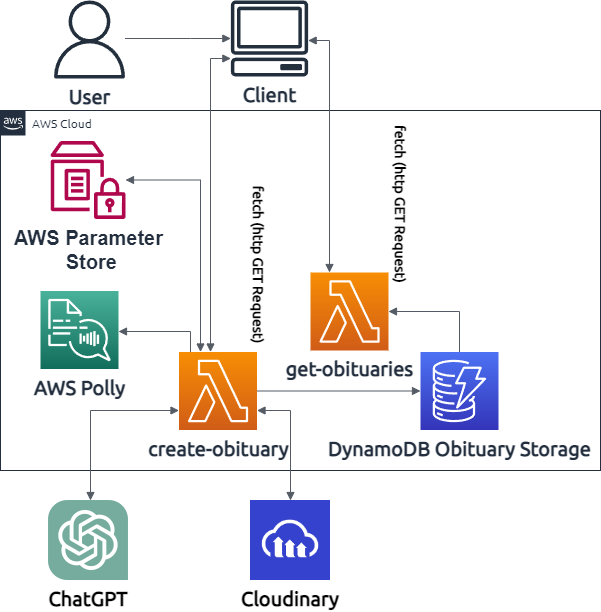 User
Client
aws
AWS Cloud
fetch (http GET Request)
fetch (http GET Request)
AWS Parameter
Store
AWS Polly
get-obituaries
create-obituary
DynamoDB Obituary Storage
ChatGPT
Cloudinary